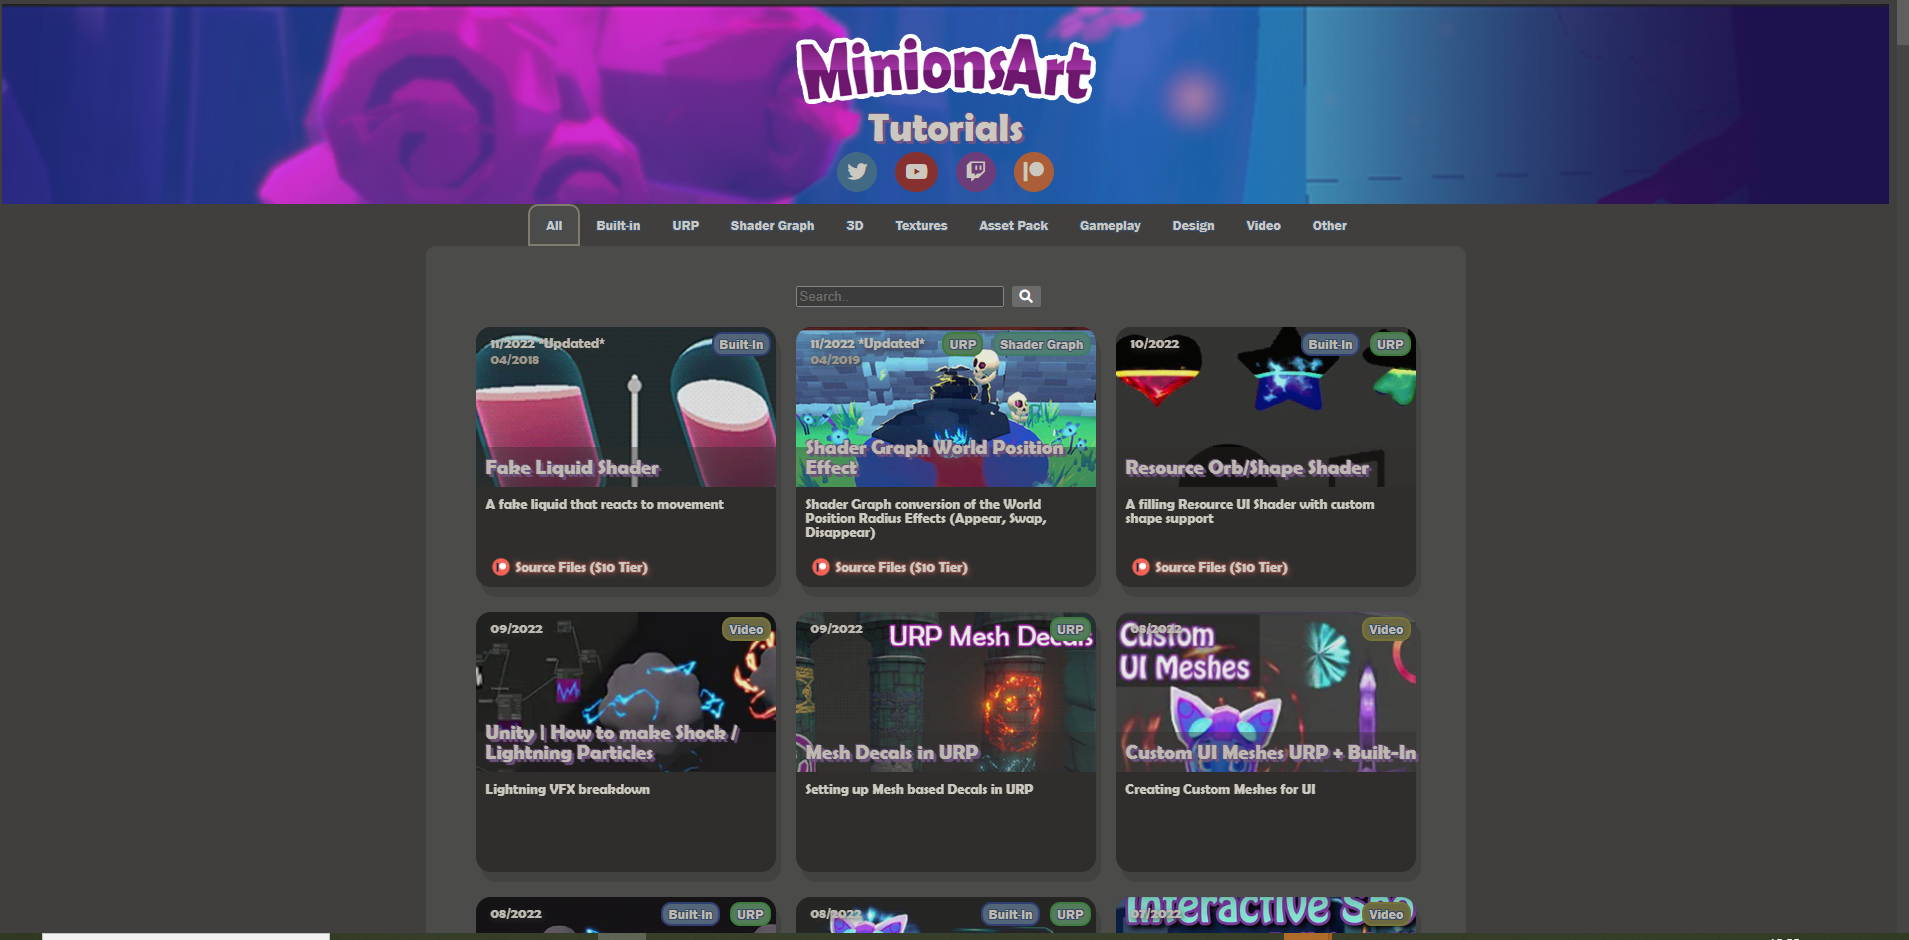 MinionsArt
Tutorials
All Built-in URP Shader Graph 3D Textures Asset Pack Gameplay Design Video Other
Search..
11/2022 *Updated*
04/2018
Built-In
Fake Liquid Shader
A fake liquid that reacts to movement
Source Files ($10 Tier)
11/2022 *Updated*
04/2019
URP Shader Graph
Shader Graph World Position
Effect
Shader Graph conversion of the World
Position Radius Effects (Appear, Swap,
Disappear)
Source Files ($10 Tier)
10/2022
Built-In URP
Resource Orb/Shape Shader
A filling Resource UI Shader with custom
shape support
Source Files ($10 Tier)
09/2022
Video
Unity | How to make Shock /
Lightning Particles
Lightning VFX breakdown
09/2022
URP
URP Mesh Decals
Mesh Decals in URP
Setting up Mesh based Decals in URP
08/2022
Video
Custom
UI Meshes
Custom UI Meshes URP + Built-In
Creating Custom Meshes for UI
08/2022
Built-In URP
08/2022
Built-In URP
07/2022
Video
Interactive